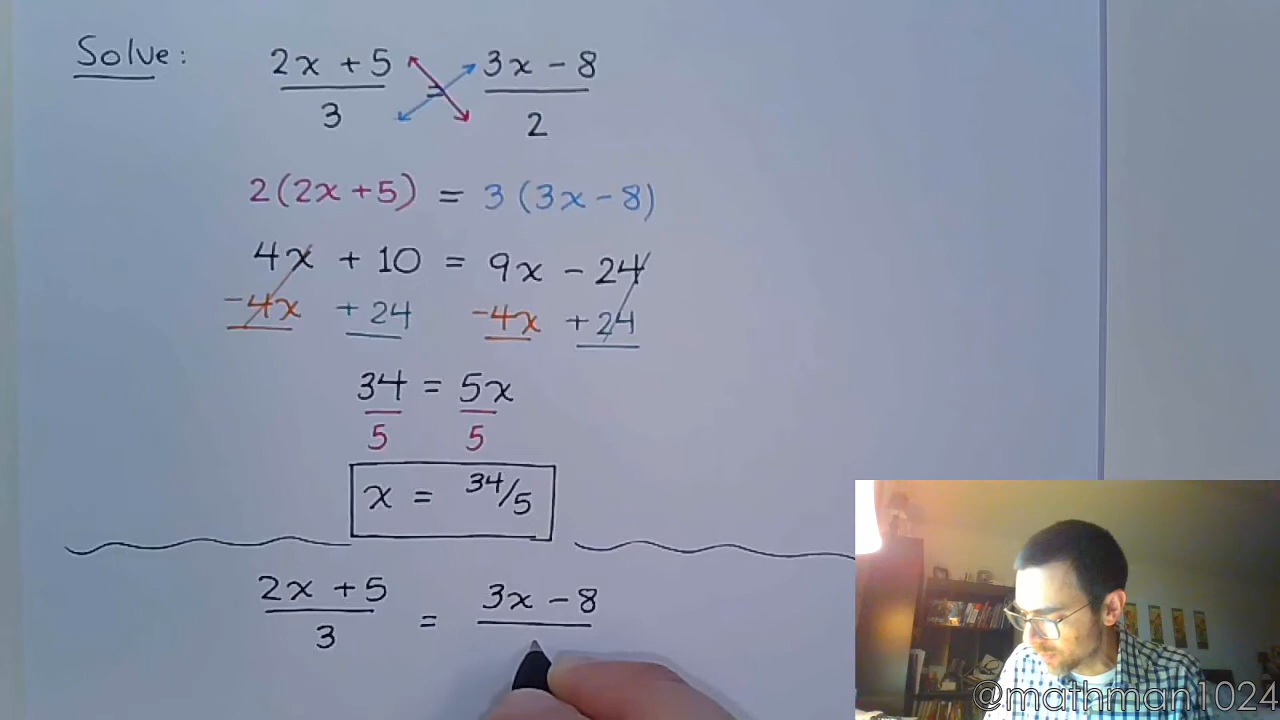 Solve: 2x + 5 = 3x - 8
3 2
2(2x + 5) = 3(3x - 8)
4x + 10 = 9x - 24
-4x + 24 -4x + 24
34 = 5x
5 5
x = 34/5
2x + 5 = 3x - 8
3
@mathman1024